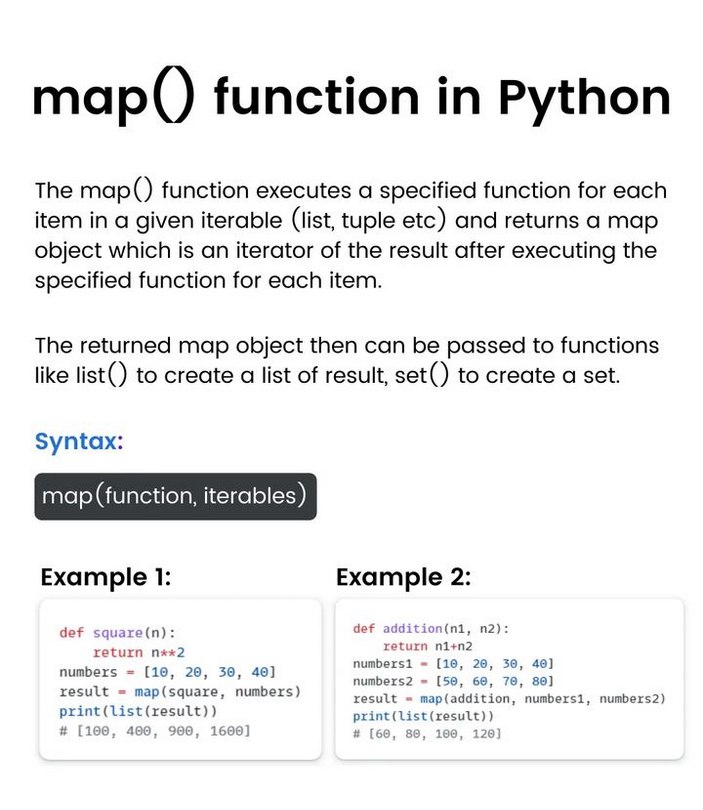 map() function in Python
The map() function executes a specified function for each
item in a given iterable (list, tuple etc) and returns a map
object which is an iterator of the result after executing the
specified function for each item.
The returned map object then can be passed to functions
like list() to create a list of result, set() to create a set.
Syntax:
map(function, iterables)
Example 1:
def square(n):
    return n**2
numbers = [10, 20, 30, 40]
result = map(square, numbers)
print(list(result))
# [100, 400, 900, 1600]
Example 2:
def addition(n1, n2):
    return n1+n2
numbers1 = [10, 20, 30, 40]
numbers2 = [50, 60, 70, 80]
result = map(addition, numbers1, numbers2)
print(list(result))
# [60, 80, 100, 120]